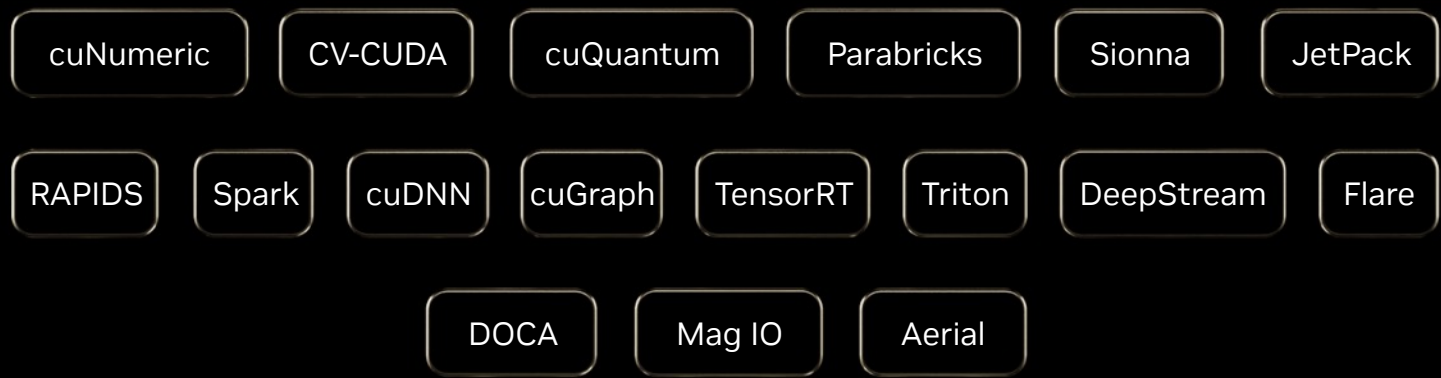 cuNumeric CV-CUDA cuQuantum Parabricks Sionna JetPack
RAPIDS Spark cuDNN cuGraph TensorRT Triton DeepStream Flare
DOCA Mag IO Aerial